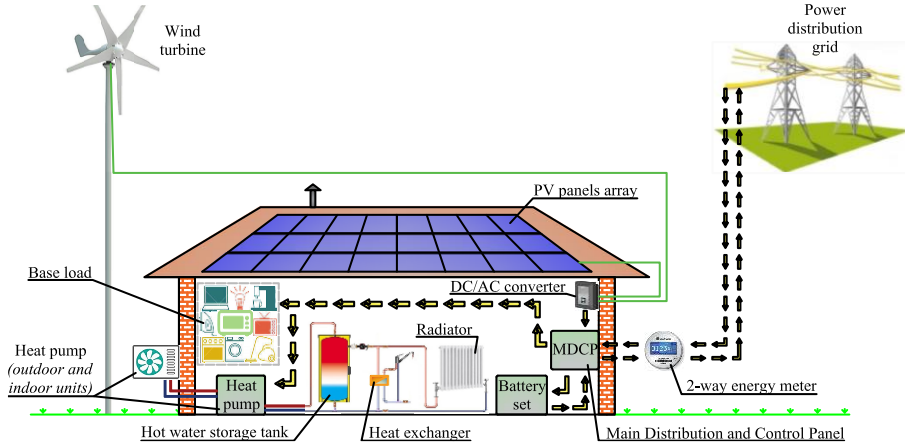 Wind
turbine
Power
distribution
grid
PV panels array
Base load
DC/AC converter
Radiator
MDCP
Heat pump
(outdoor and
indoor units)
Heat
pump
Battery
set
2-way energy meter
Hot water storage tank
Heat exchanger
Main Distribution and Control Panel